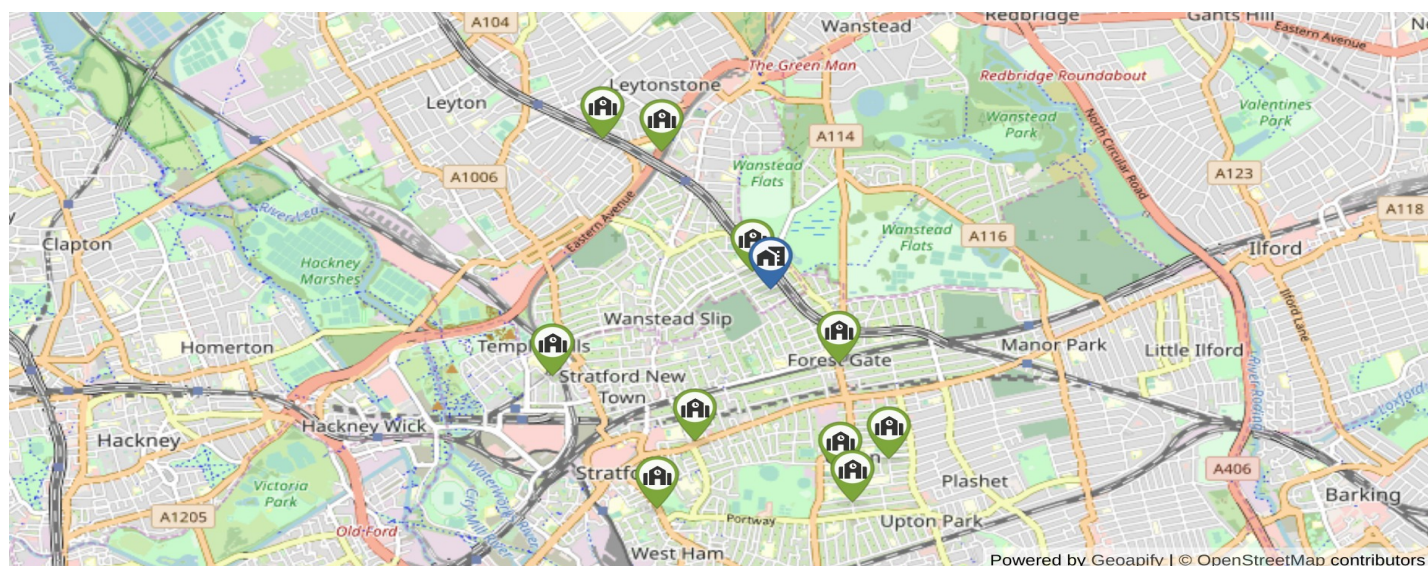 A104
Wanstead
Redbridge
Gants Hill
Eastern Avenue
The Green Man
Leytonstone
Leyton
Redbridge Roundabout
Wanstead
Park
Valentines
Park
North Circular Road
A114
A1006
Wanstead
Flats
A123
A118
River Lea
Clapton
Eastern Avenue
Wanstead
Flats
A116
Ilford
Hackney
Marshes
Ilford Lane
Wanstead Slip
Homerton
Forest Gate
Manor Park
Little Ilford
Stratford New
Town
Hackney Wick
Hackney
Victoria
Park
Plashet
A406
Barking
A1205
Old Ford
Portway
Upton Park
West Ham
Powered by Geoapify | © OpenStreetMap contributors